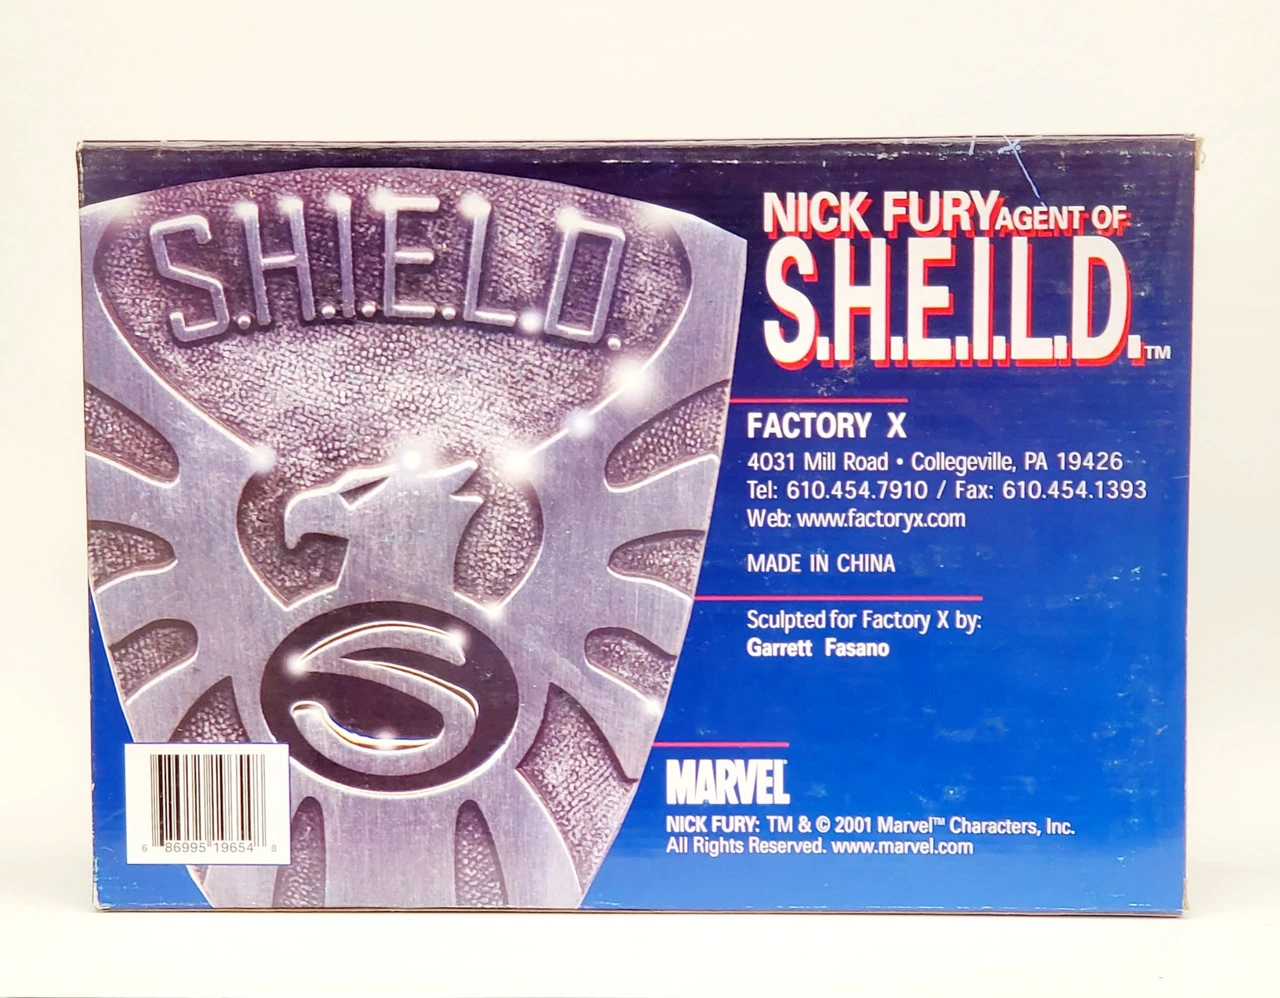 S.H.I.E.L.D.
S
NICK FURY AGENT OF
S.H.E.I.L.D.™
FACTORY X
4031 Mill Road • Collegeville, PA 19426
Tel: 610.454.7910 / Fax: 610.454.1393
Web: www.factoryx.com
MADE IN CHINA
Sculpted for Factory X by:
Garrett Fasano
MARVEL
NICK FURY: TM & © 2001 Marvel™ Characters, Inc.
All Rights Reserved. www.marvel.com
6 86995 19654 8